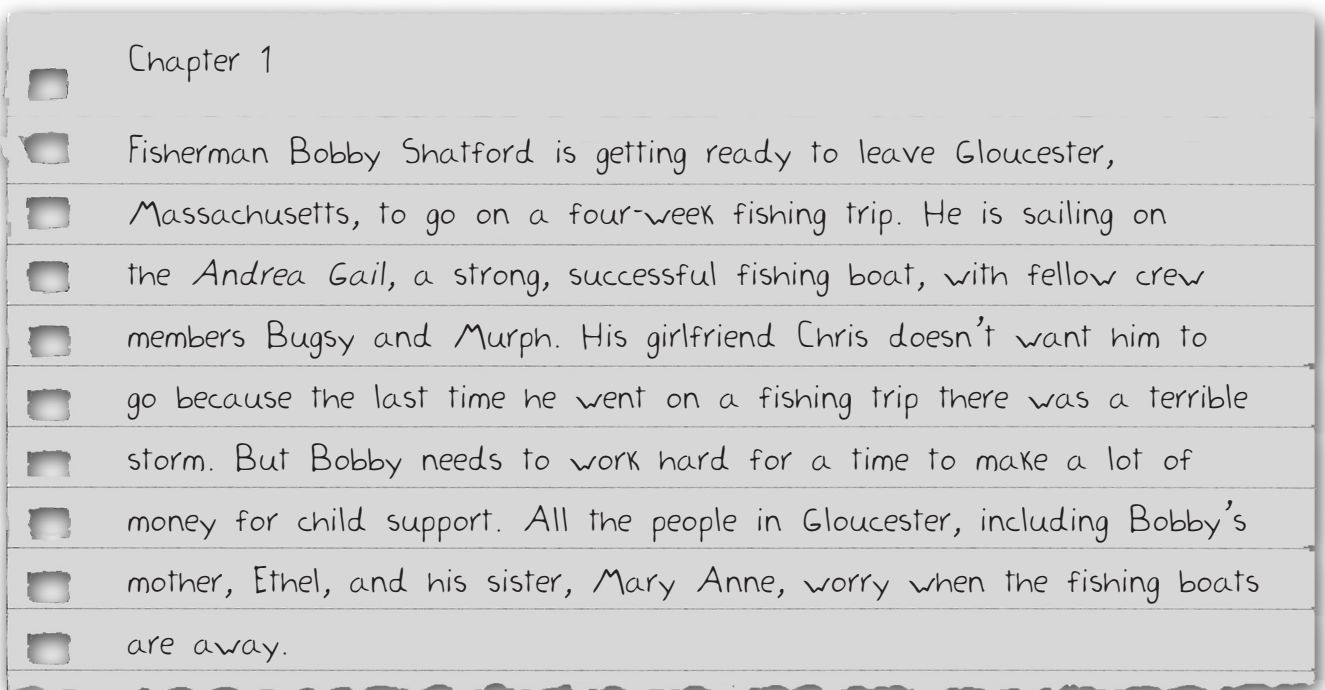 Chapter 1
Fisherman Bobby Shatford is getting ready to leave Gloucester,
Massachusetts, to go on a four-week fishing trip. He is sailing on
the Andrea Gail, a strong, successful fishing boat, with fellow crew
members Bugsy and Murph. His girlfriend Chris doesn't want him to
go because the last time he went on a fishing trip there was a terrible
storm. But Bobby needs to work hard for a time to make a lot of
money for child support. All the people in Gloucester, including Bobby's
mother, Ethel, and his sister, Mary Anne, worry when the fishing boats
are away.